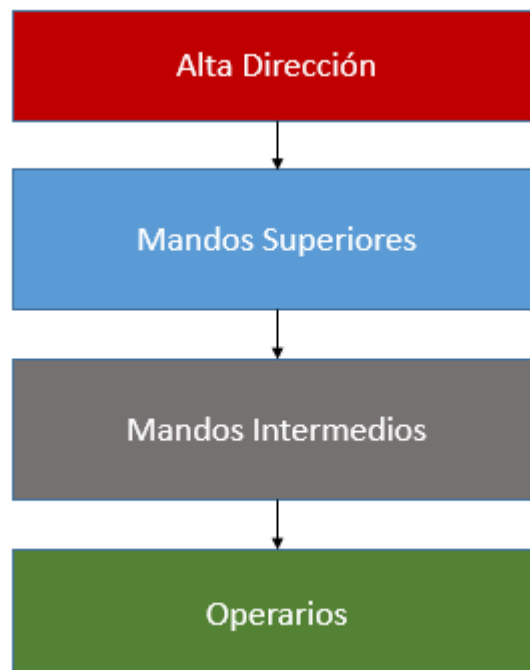 Alta Dirección
Mandos Superiores
Mandos Intermedios
Operarios